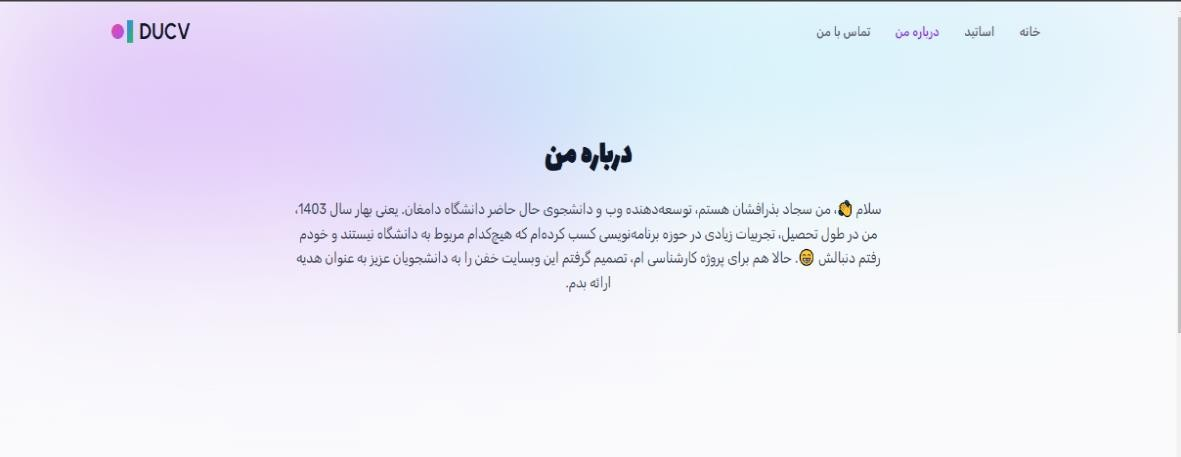 DUCV
خانه
اساتید
درباره من
تماس با من
درباره من
سلام 👋، من سجاد بذرافشان هستم، توسعه‌دهنده وب و دانشجوی حال حاضر دانشگاه دامغان. یعنی بهار سال 1403،
من در طول تحصیل، تجربیات زیادی در حوزه برنامه‌نویسی کسب کرده‌ام که هیچ‌کدام مربوط به دانشگاه نیستند و خودم
رفتم دنبالش 😁. حالا هم برای پروژه کارشناسی ام، تصمیم گرفتم این وبسایت خفن را به دانشجویان عزیز به عنوان هدیه
ارائه بدم.